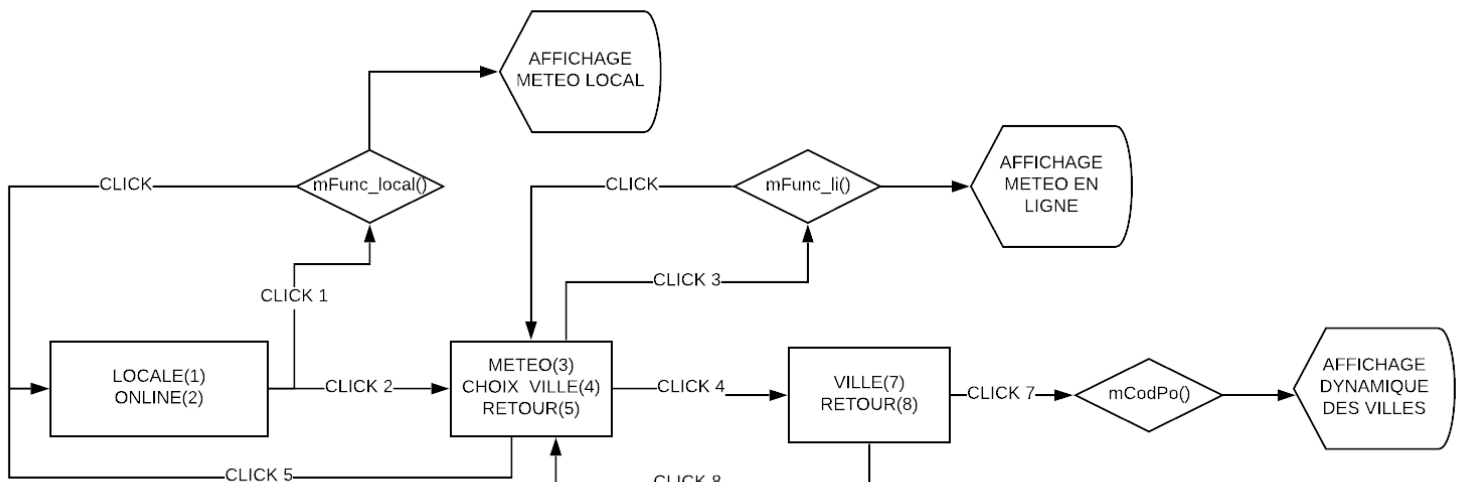 AFFICHAGE
METEO LOCAL
CLICK
mFunc_local()
CLICK
mFunc_li()
AFFICHAGE
METEO EN
LIGNE
CLICK 3
CLICK 1
LOCALE(1)
ONLINE(2)
CLICK 2
METEO(3)
CHOIX VILLE(4)
RETOUR(5)
CLICK 4
VILLE(7)
RETOUR(8)
CLICK 7
mCodPo()
AFFICHAGE
DYNAMIQUE
DES VILLES
CLICK 5
CLICK 8